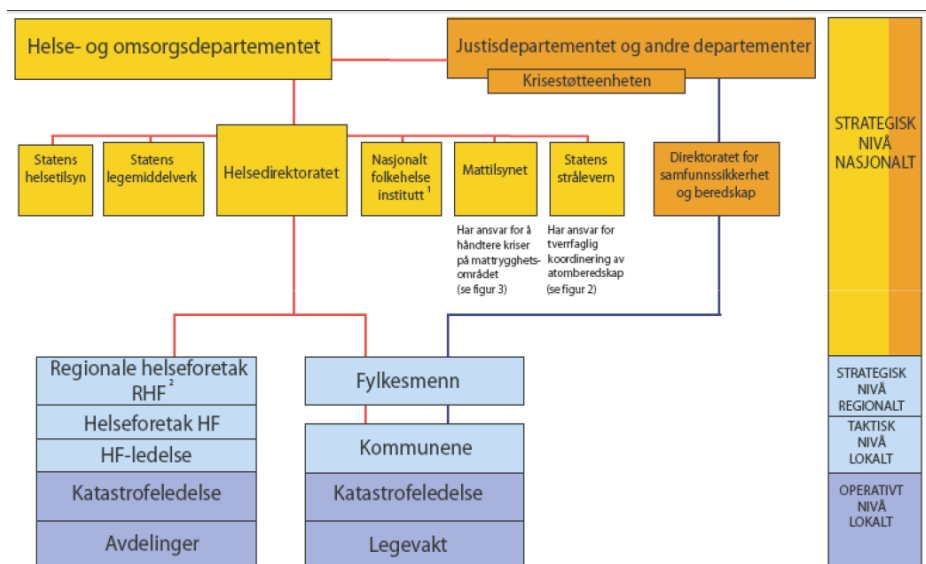 Helse- og omsorgsdepartementet
Justisdepartementet og andre departementer
Krisestøtteenheten
STRATEGISK
NIVÅ
NASJONALT
Statens
helsetilsyn
Statens
legemiddelverk
Helsedirektoratet
Nasjonalt
folkehelse
institutt 1
Mattilsynet
Statens
strålevern
Direktoratet for
samfunnssikkerhet
og beredskap
Har ansvar for å
håndtere kriser
på mattrygghets-
området
(se figur 3)
Har ansvar for
tverrfaglig
koordinering av
atomberedskap
(se figur 2)
Regionale helseforetak
RHF 2
Helseforetak HF
HF-ledelse
Katastrofeledelse
Avdelinger
Fylkesmenn
Kommunene
Katastrofeledelse
Legevakt
STRATEGISK
NIVÅ
REGIONALT
TAKTISK
NIVÅ
LOKALT
OPERATIVT
NIVÅ
LOKALT